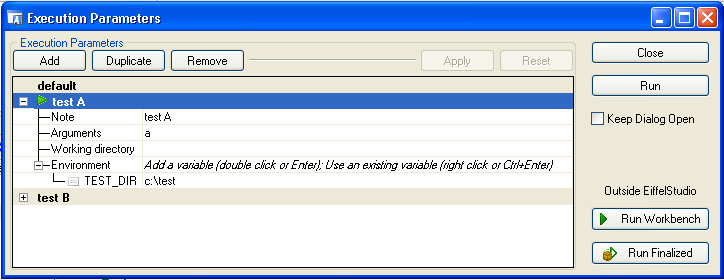 Execution Parameters
Execution Parameters
Add Duplicate Remove Apply Reset
Close
Run
Keep Dialog Open
default
test A
Note test A
Arguments a
Working directory
Environment Add a variable (double click or Enter); Use an existing variable (right click or Ctrl+Enter)
TEST_DIR c:\test
test B
Outside EiffelStudio
Run Workbench
Run Finalized